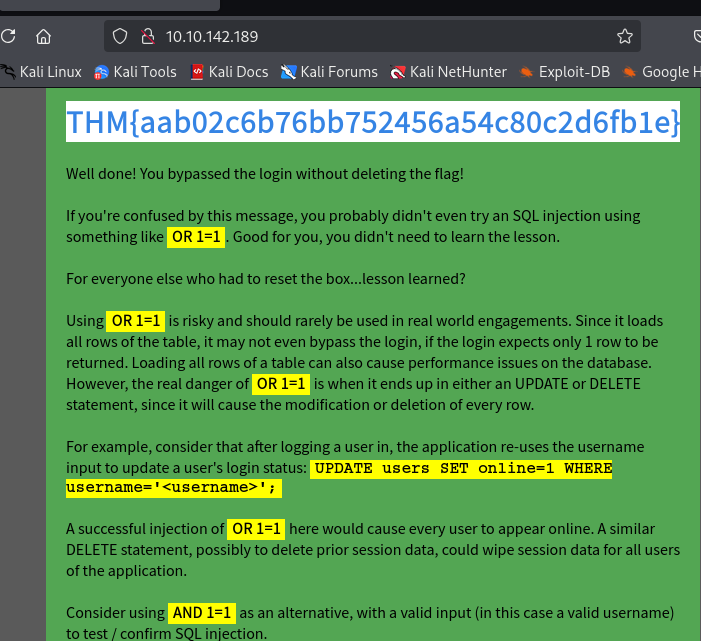 10.10.142.189
Kali Linux Kali Tools Kali Docs Kali Forums Kali NetHunter Exploit-DB Google H
THM{aab02c6b76bb752456a54c80c2d6fb1e}
Well done! You bypassed the login without deleting the flag!
If you're confused by this message, you probably didn't even try an SQL injection using
something like OR 1=1 . Good for you, you didn't need to learn the lesson.
For everyone else who had to reset the box...lesson learned?
Using OR 1=1 is risky and should rarely be used in real world engagements. Since it loads
all rows of the table, it may not even bypass the login, if the login expects only 1 row to be
returned. Loading all rows of a table can also cause performance issues on the database.
However, the real danger of OR 1=1 is when it ends up in either an UPDATE or DELETE
statement, since it will cause the modification or deletion of every row.
For example, consider that after logging a user in, the application re-uses the username
input to update a user's login status: UPDATE users SET online=1 WHERE
username='<username>';
A successful injection of OR 1=1 here would cause every user to appear online. A similar
DELETE statement, possibly to delete prior session data, could wipe session data for all users
of the application.
Consider using AND 1=1 as an alternative, with a valid input (in this case a valid username)
to test / confirm SQL injection.